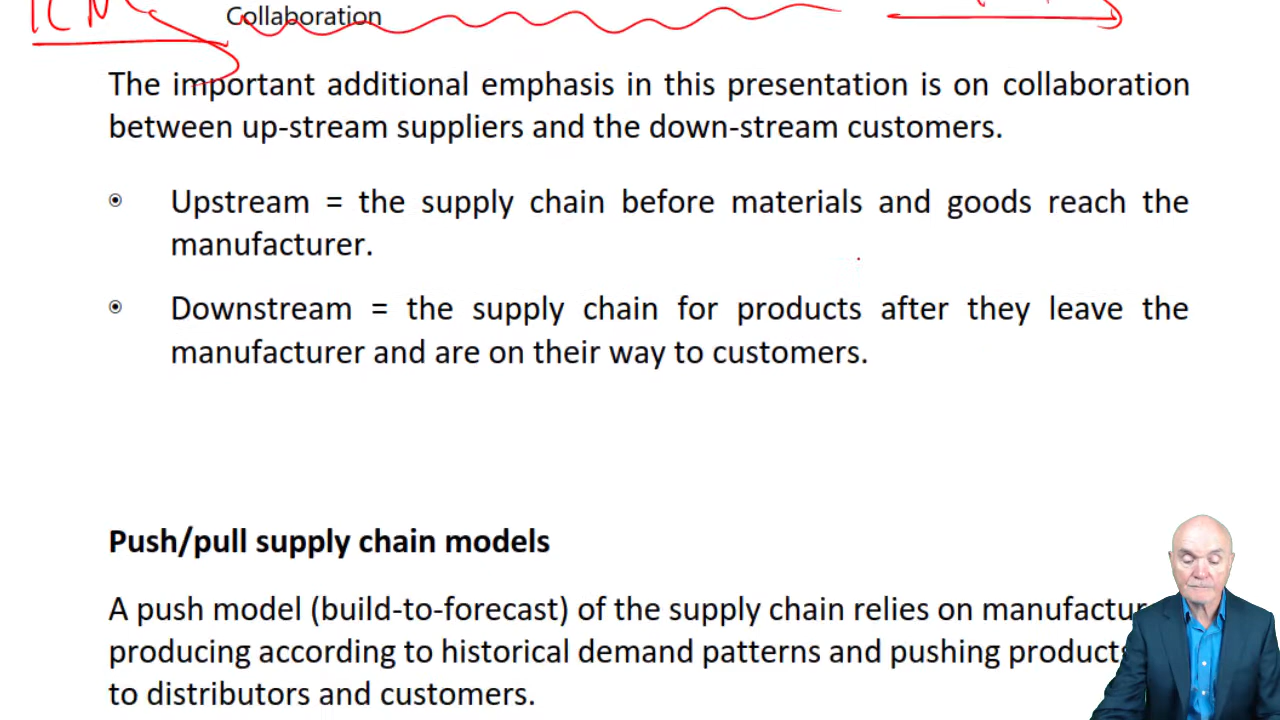 Collaboration
The important additional emphasis in this presentation is on collaboration
between up-stream suppliers and the down-stream customers.
Upstream = the supply chain before materials and goods reach the
manufacturer.
Downstream = the supply chain for products after they leave the
manufacturer and are on their way to customers.
Push/pull supply chain models
A push model (build-to-forecast) of the supply chain relies on
producing according to historical demand patterns and pushing
to distributors and customers.